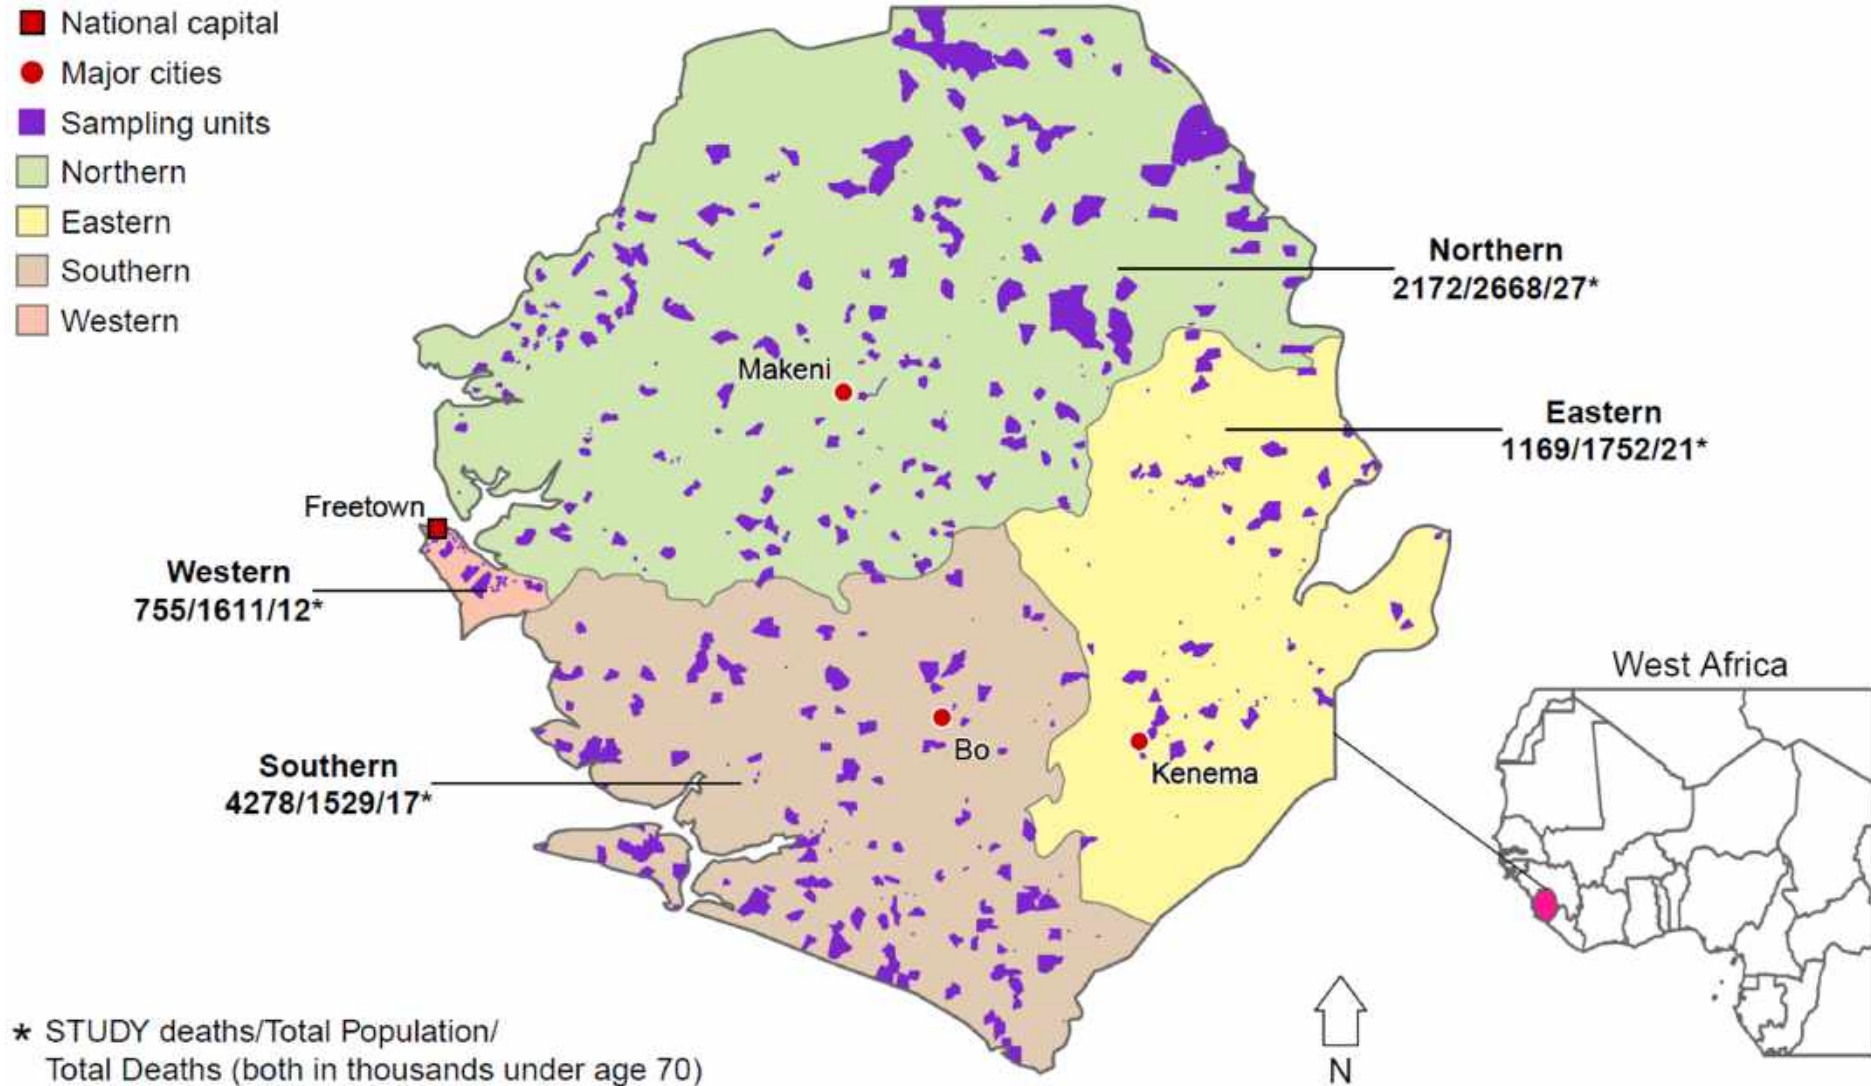 National capital
Major cities
Sampling units
Northern
Eastern
Southern
Western
Northern
2172/2668/27*
Makeni
Eastern
1169/1752/21*
Freetown
Western
755/1611/12*
West Africa
Bo
Kenema
Southern
4278/1529/17*
* STUDY deaths/Total Population/
Total Deaths (both in thousands under age 70)
N